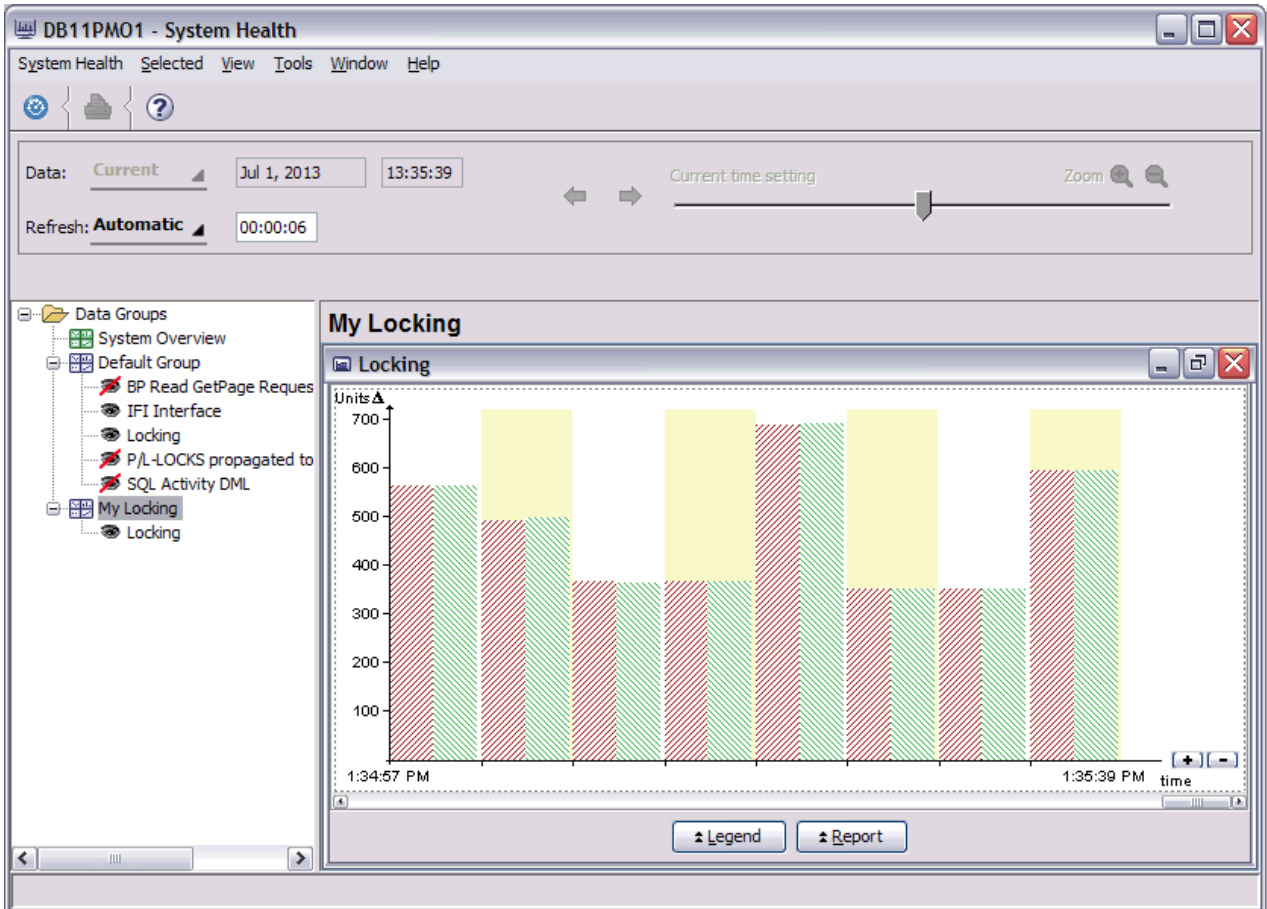 DB11PMO1 - System Health
System Health Selected View Tools Window Help
Data: Current Jul 1, 2013 13:35:39 Current time setting Zoom
Refresh: Automatic 00:00:06
Data Groups
System Overview
Default Group
BP Read GetPage Reques
IFI Interface
Locking
P/L-LOCKS propagated to
SQL Activity DML
My Locking
Locking
My Locking
Locking
Units Δ
700
600
500
400
300
200
100
1:34:57 PM 1:35:39 PM time
Legend Report